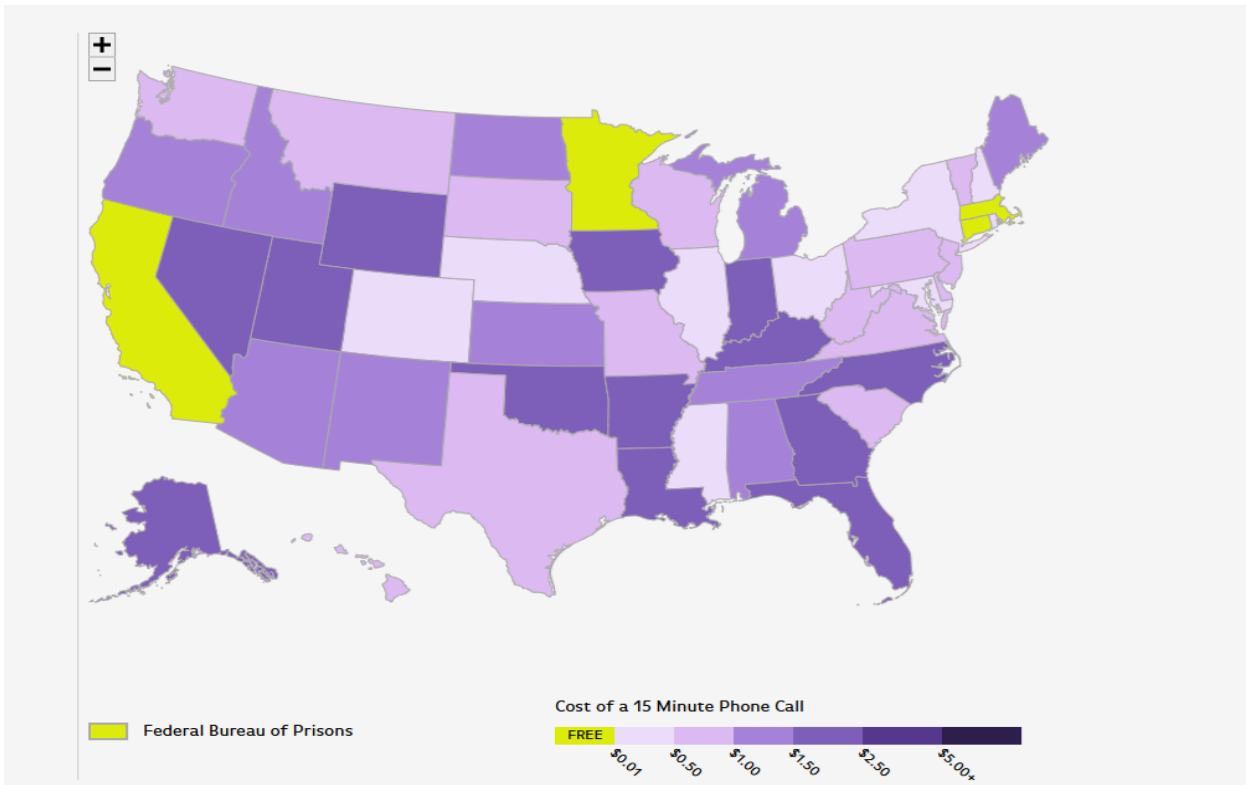 +
−
Cost of a 15 Minute Phone Call
Federal Bureau of Prisons
FREE
$0.01
$0.50
$1.00
$1.50
$2.50
$5.00+